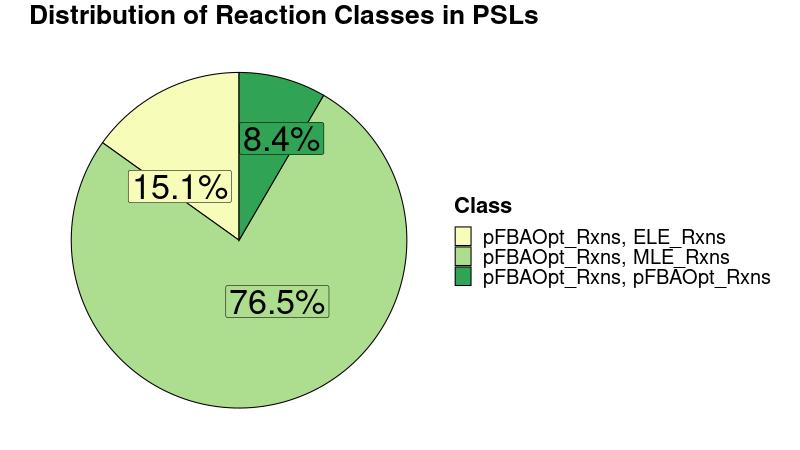 Distribution of Reaction Classes in PSLs
8.4%
15.1%
76.5%
Class
pFBAOpt_Rxns, ELE_Rxns
pFBAOpt_Rxns, MLE_Rxns
pFBAOpt_Rxns, pFBAOpt_Rxns